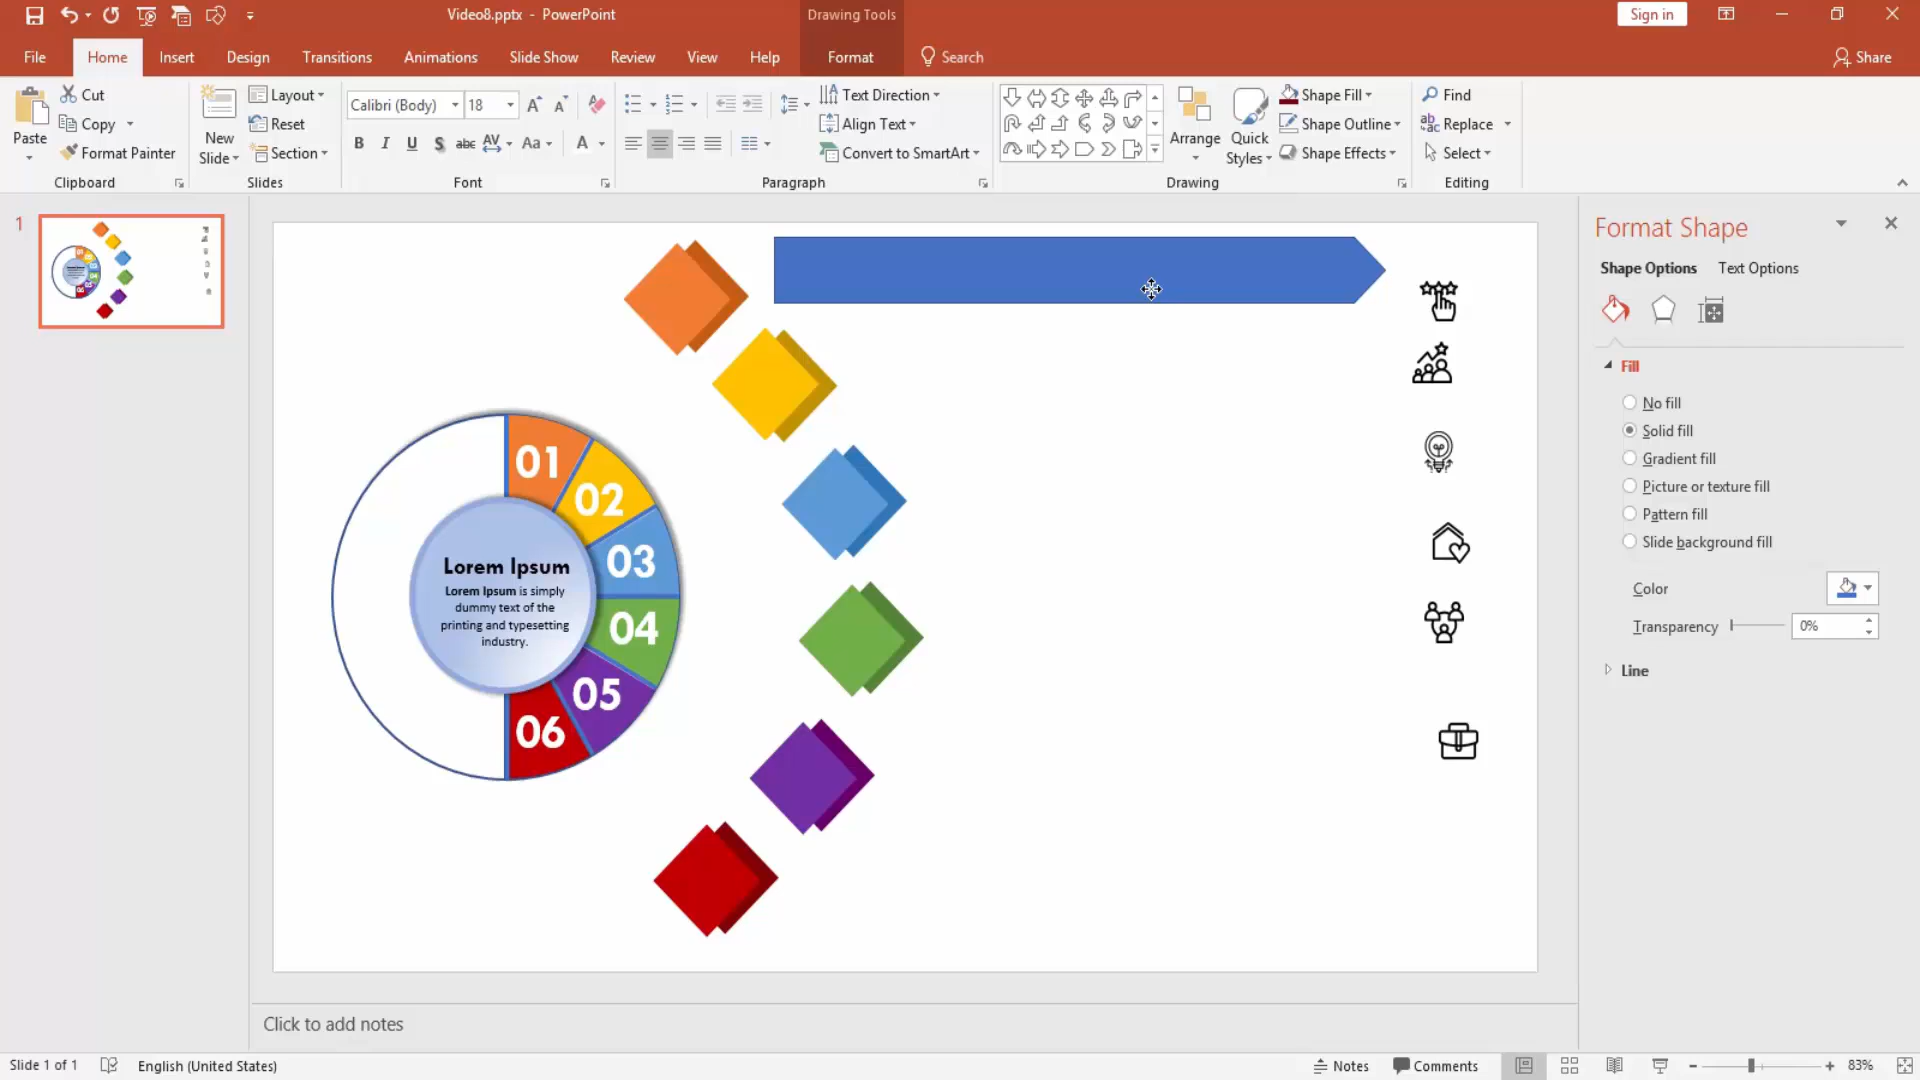 Video8.pptx - PowerPoint
Drawing Tools
Sign in
File
Home
Insert
Design
Transitions
Animations
Slide Show
Review
View
Help
Format
Search
Share
Paste
Cut
Copy
Format Painter
Clipboard
New
Slide
Layout
Reset
Section
Slides
Calibri (Body)
18
B I U S abc AV Aa A
Font
Text Direction
Align Text
Convert to SmartArt
Paragraph
Arrange
Quick
Styles
Shape Fill
Shape Outline
Shape Effects
Drawing
Find
Replace
Select
Editing
1
01
02
03
04
05
06
Lorem Ipsum
Lorem Ipsum is simply
dummy text of the
printing and typesetting
industry.
Format Shape
Shape Options
Text Options
Fill
No fill
Solid fill
Gradient fill
Picture or texture fill
Pattern fill
Slide background fill
Color
Transparency
0%
Line
Click to add notes
Slide 1 of 1
English (United States)
Notes
Comments
83%